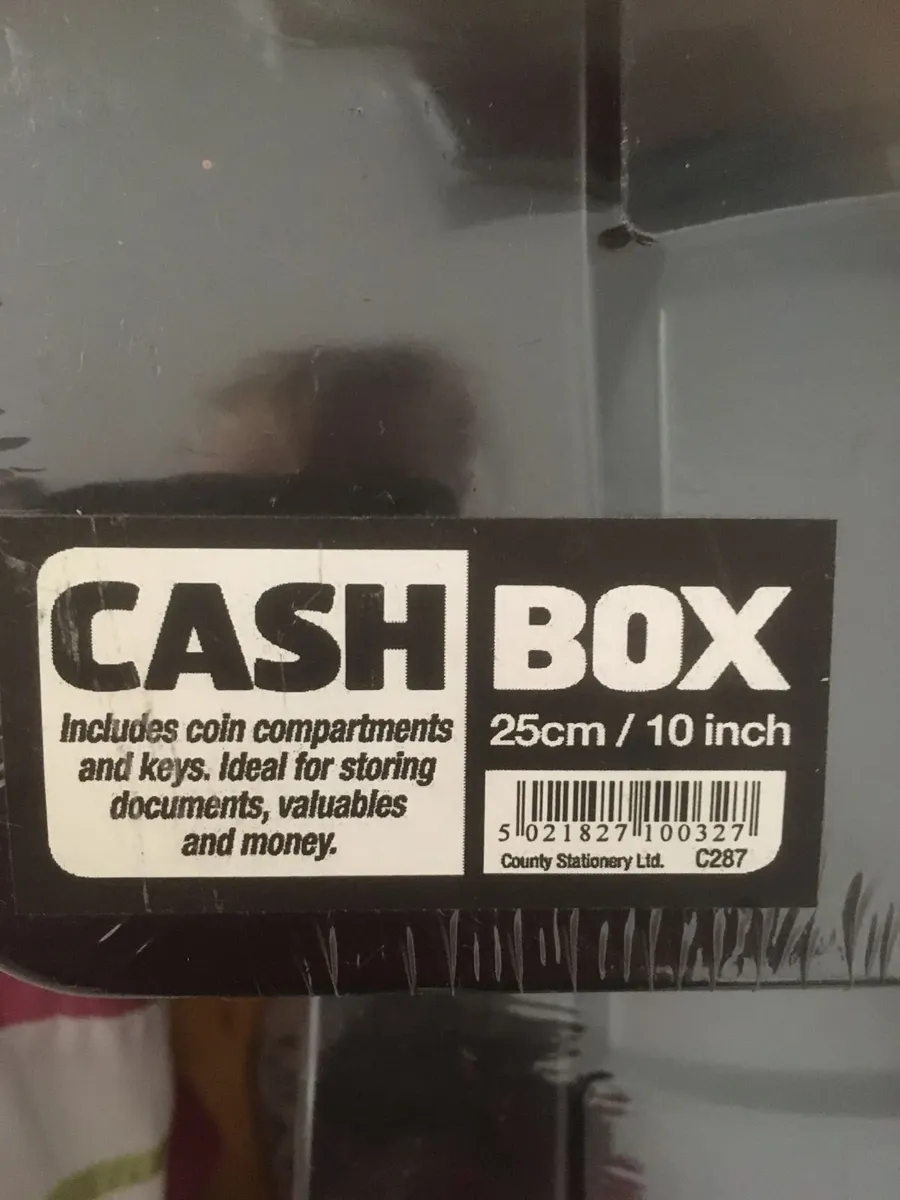 CASH BOX
Includes coin compartments
and keys. Ideal for storing
documents, valuables
and money.
25cm / 10 inch
5 021827 100327
County Stationery Ltd. C287